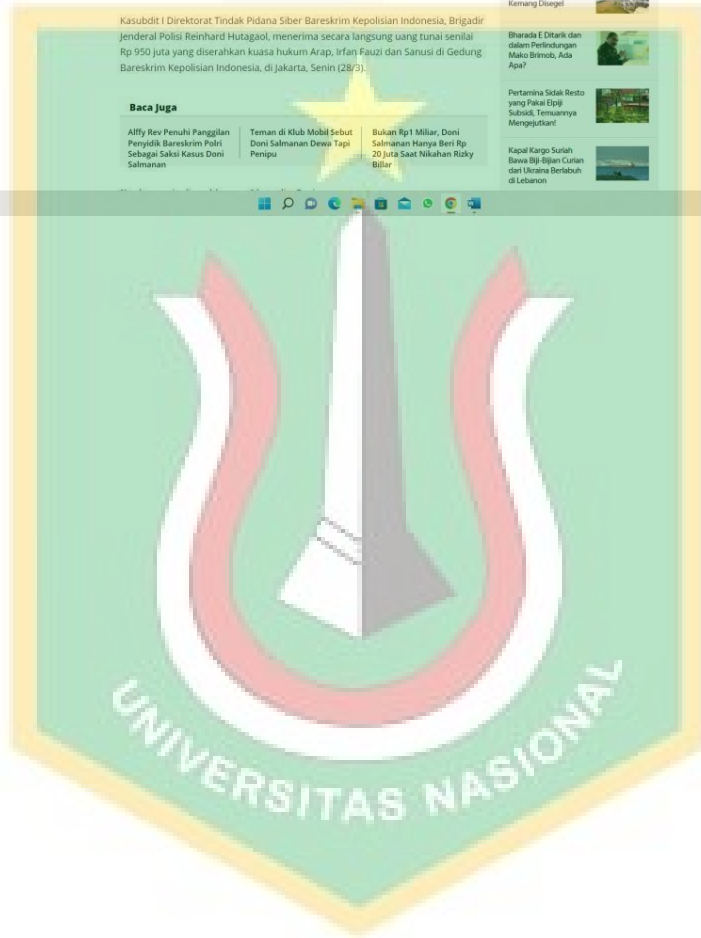 Kasubdit I Direktorat Tindak Pidana Siber Bareskrim Kepolisian Indonesia, Brigadir
Jenderal Polisi Reinhard Hutagaol, menerima secara langsung uang tunai senilai
Rp 950 juta yang diserahkan kuasa hukum Arap, Irfan Fauzi dan Sanusi di Gedung
Bareskrim Kepolisian Indonesia, di Jakarta, Senin (28/3).
Baca Juga
Alffy Rev Penuhi Panggilan
Penyidik Bareskrim Polri
Sebagai Saksi Kasus Doni
Salmanan
Teman di Klub Mobil Sebut
Doni Salmanan Dewa Tapi
Penipu
Bukan Rp1 Miliar, Doni
Salmanan Hanya Beri Rp
20 Juta Saat Nikahan Rizky
Billar
Kemang Disegel
Bharada E Ditarik dan
dalam Perlindungan
Mako Brimob, Ada
Apa?
Pertamina Sidak Resto
yang Pakai Elpiji
Subsidi, Temuannya
Mengejutkan!
Kapal Kargo Suriah
Bawa Biji-Bijian Curian
dari Ukraina Berlabuh
di Lebanon
UNIVERSITAS NASIONAL